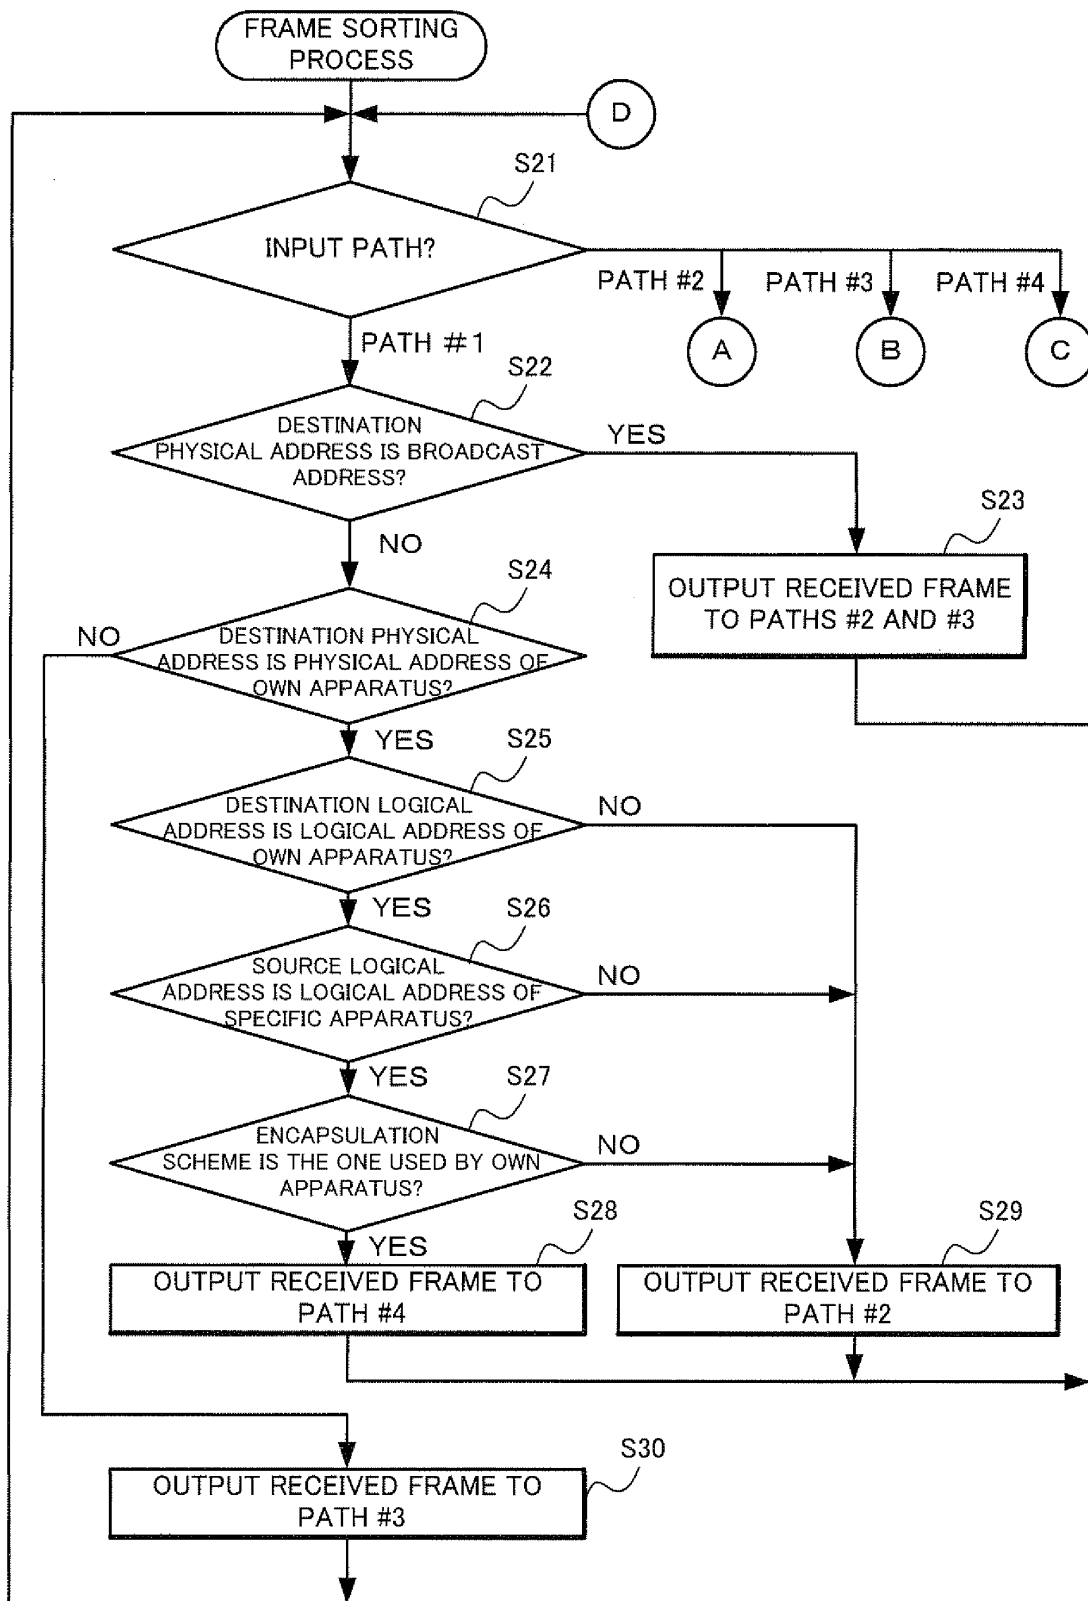 FRAME SORTING
PROCESS
D
S21
INPUT PATH?
PATH #2
PATH #3
PATH #4
A
B
C
PATH #1
S22
DESTINATION
PHYSICAL ADDRESS IS BROADCAST
ADDRESS?
YES
NO
S23
OUTPUT RECEIVED FRAME
TO PATHS #2 AND #3
S24
NO
DESTINATION PHYSICAL
ADDRESS IS PHYSICAL ADDRESS OF
OWN APPARATUS?
YES
S25
DESTINATION LOGICAL
ADDRESS IS LOGICAL ADDRESS OF
OWN APPARATUS?
NO
YES
S26
SOURCE LOGICAL
ADDRESS IS LOGICAL ADDRESS OF
SPECIFIC APPARATUS?
NO
YES
S27
ENCAPSULATION
SCHEME IS THE ONE USED BY OWN
APPARATUS?
NO
YES
S28
OUTPUT RECEIVED FRAME TO
PATH #4
S29
OUTPUT RECEIVED FRAME TO
PATH #2
S30
OUTPUT RECEIVED FRAME TO
PATH #3